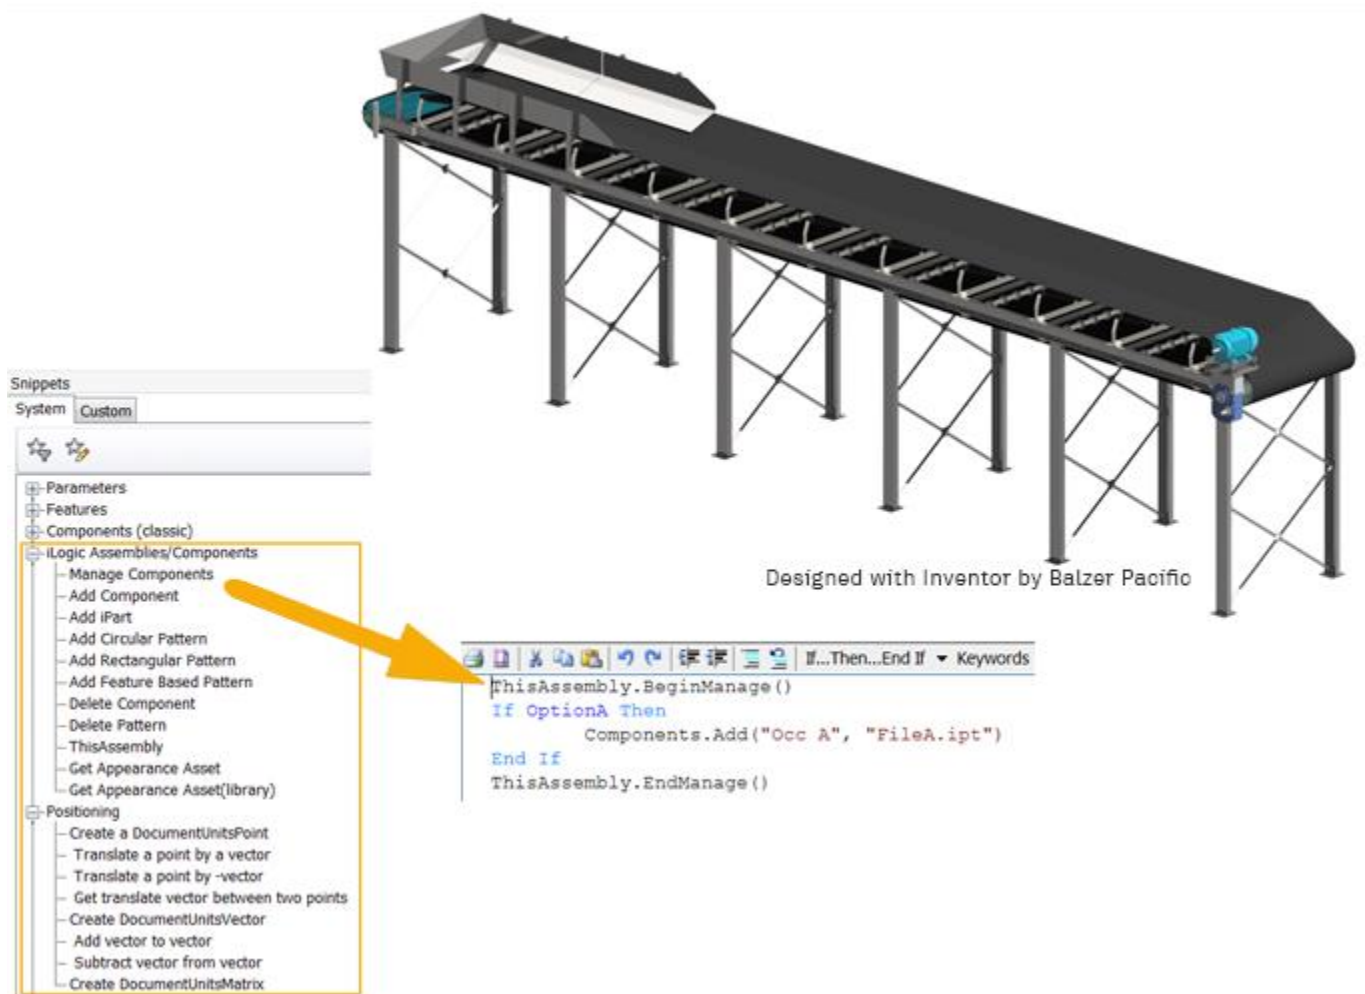 Snippets
System Custom
Parameters
Features
Components (classic)
iLogic Assemblies/Components
Manage Components
Add Component
Add iPart
Add Circular Pattern
Add Rectangular Pattern
Add Feature Based Pattern
Delete Component
Delete Pattern
ThisAssembly
Get Appearance Asset
Get Appearance Asset(library)
Positioning
Create a DocumentUnitsPoint
Translate a point by a vector
Translate a point by -vector
Get translate vector between two points
Create DocumentUnitsVector
Add vector to vector
Subtract vector from vector
Create DocumentUnitsMatrix
Designed with Inventor by Balzer Pacific
If...Then...End If Keywords
ThisAssembly.BeginManage()
If OptionA Then
Components.Add("Occ A", "FileA.ipt")
End If
ThisAssembly.EndManage()